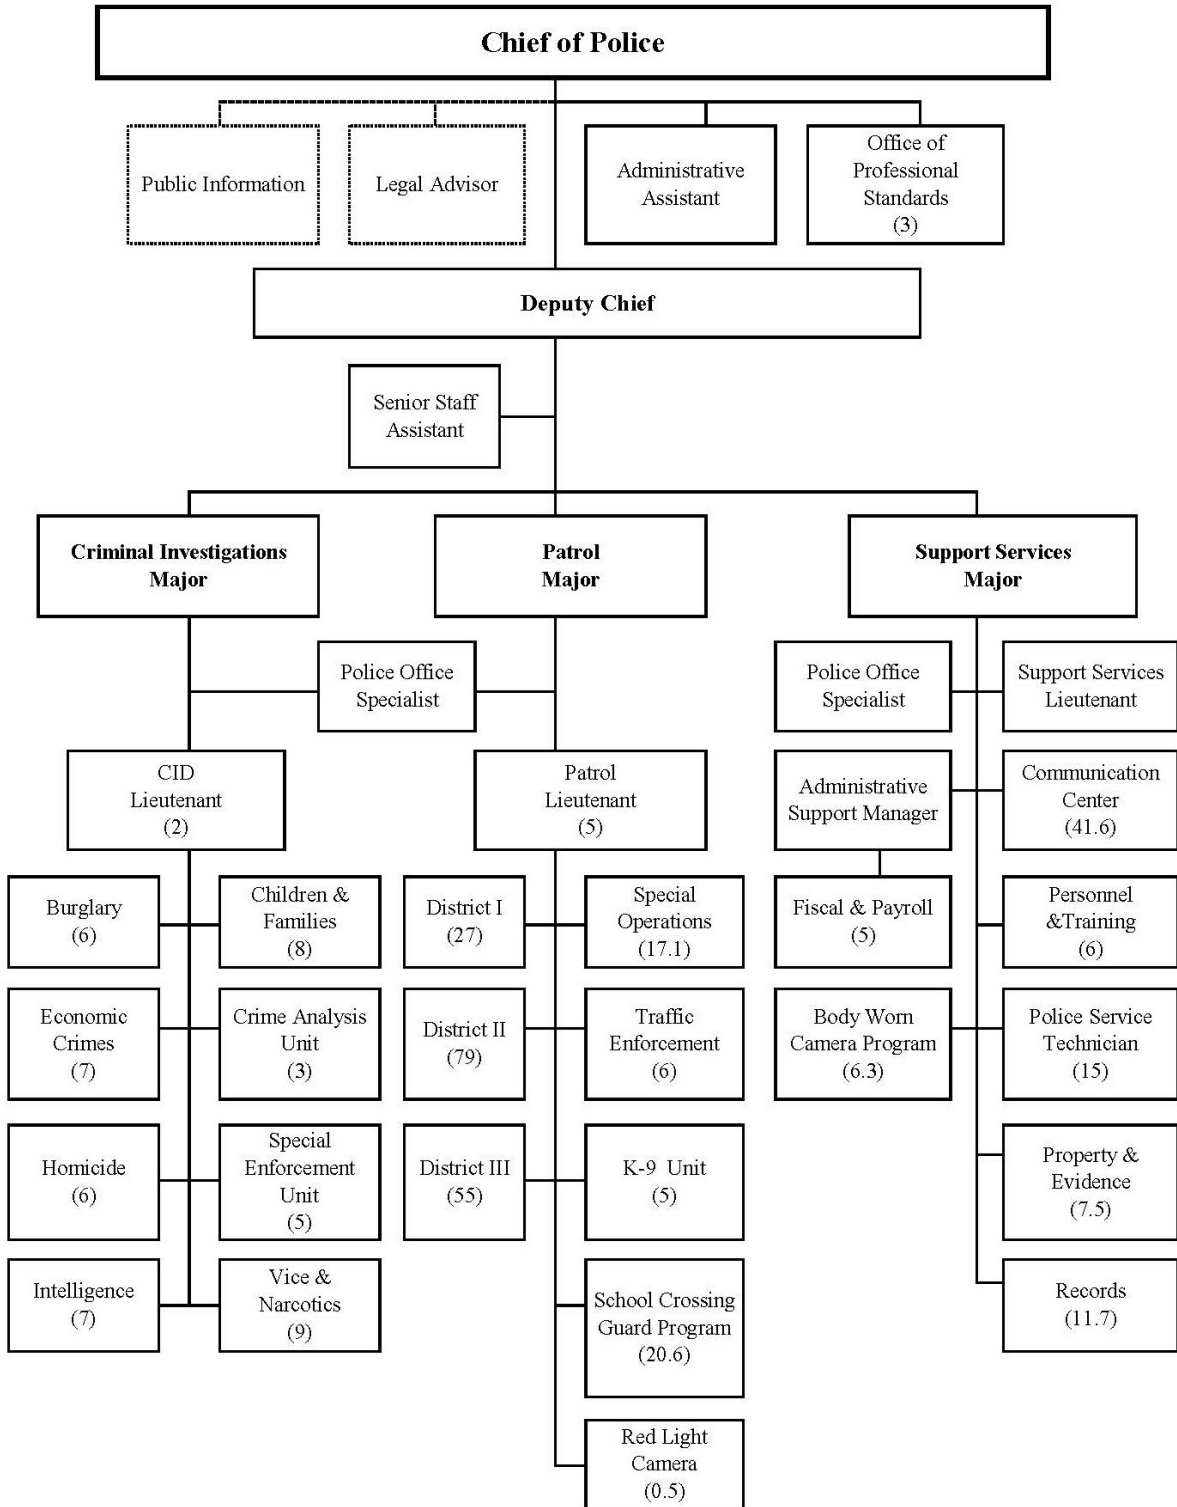 Chief of Police
Public Information
Legal Advisor
Administrative
Assistant
Office of
Professional
Standards
(3)
Deputy Chief
Senior Staff
Assistant
Criminal Investigations
Major
Patrol
Major
Support Services
Major
Police Office
Specialist
Police Office
Specialist
Support Services
Lieutenant
CID
Lieutenant
(2)
Patrol
Lieutenant
(5)
Administrative
Support Manager
Communication
Center
(41.6)
Burglary
(6)
Children &
Families
(8)
District I
(27)
Special
Operations
(17.1)
Fiscal & Payroll
(5)
Personnel
&Training
(6)
Economic
Crimes
(7)
Crime Analysis
Unit
(3)
District II
(79)
Traffic
Enforcement
(6)
Body Worn
Camera Program
(6.3)
Police Service
Technician
(15)
Homicide
(6)
Special
Enforcement
Unit
(5)
District III
(55)
K-9 Unit
(5)
Property &
Evidence
(7.5)
Intelligence
(7)
Vice &
Narcotics
(9)
School Crossing
Guard Program
(20.6)
Records
(11.7)
Red Light
Camera
(0.5)